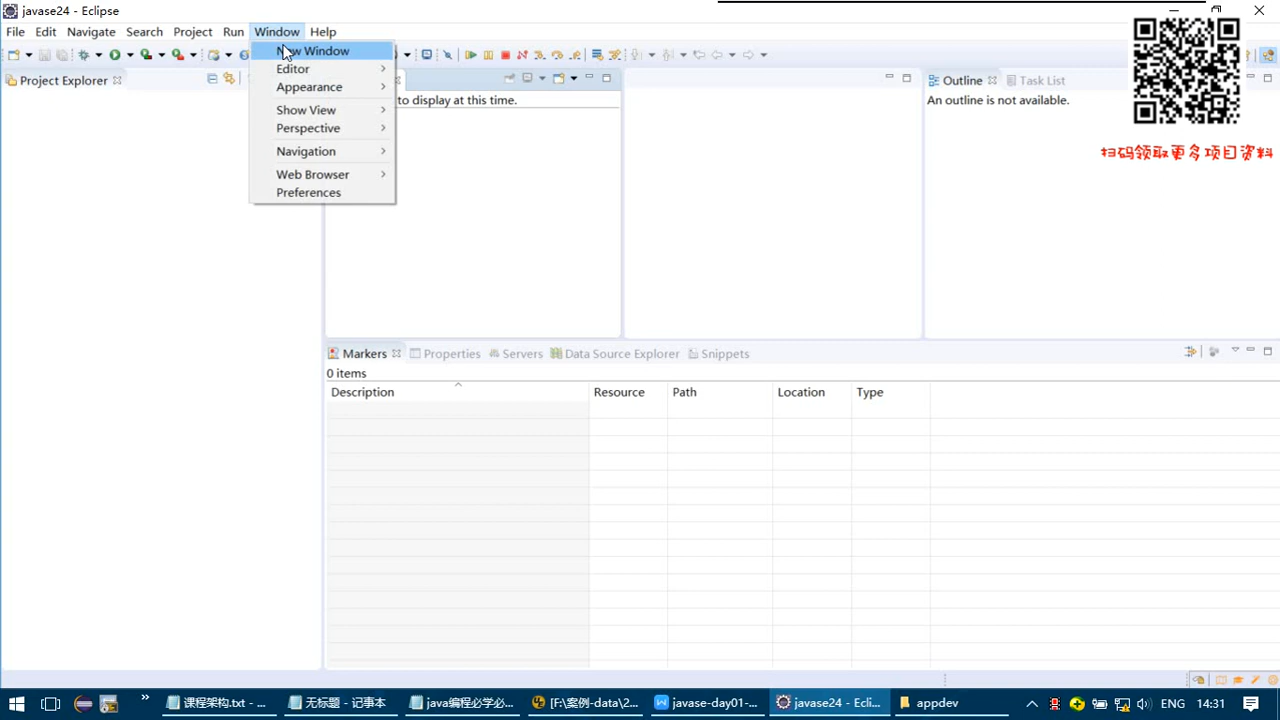 javase24 - Eclipse
File Edit Navigate Search Project Run Window Help
New Window
Editor
Appearance
Show View
Perspective
Navigation
Web Browser
Preferences
Project Explorer
to display at this time.
Outline Task List
An outline is not available.
扫码领取更多项目资料
Markers Properties Servers Data Source Explorer Snippets
0 items
Description Resource Path Location Type
课程架构.txt - ... 无标题 - 记事本 java编程必学必... [F:\案例-data\2... javase-day01-... javase24 - Ecli... appdev ENG 14:31